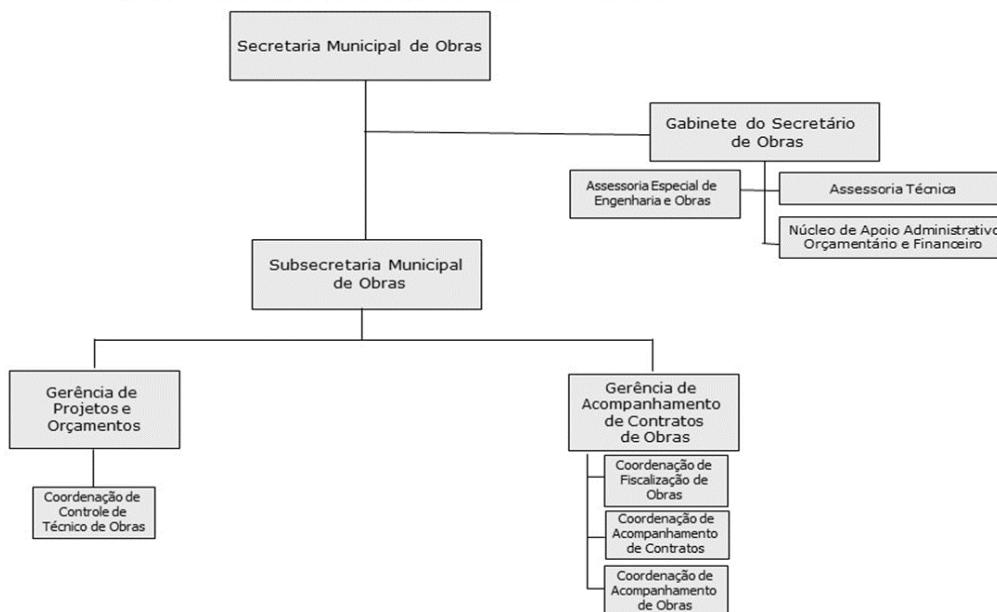 Secretaria Municipal de Obras
Gabinete do Secretário
de Obras
Assessoria Especial de
Engenharia e Obras
Assessoria Técnica
Núcleo de Apoio Administrativo
Orçamentário e Financeiro
Subsecretaria Municipal
de Obras
Gerência de
Projetos e
Orçamentos
Gerência de
Acompanhamento
de Contratos
de Obras
Coordenação de
Controle de
Técnico de Obras
Coordenação de
Fiscalização de
Obras
Coordenação de
Acompanhamento
de Contratos
Coordenação de
Acompanhamento
de Obras